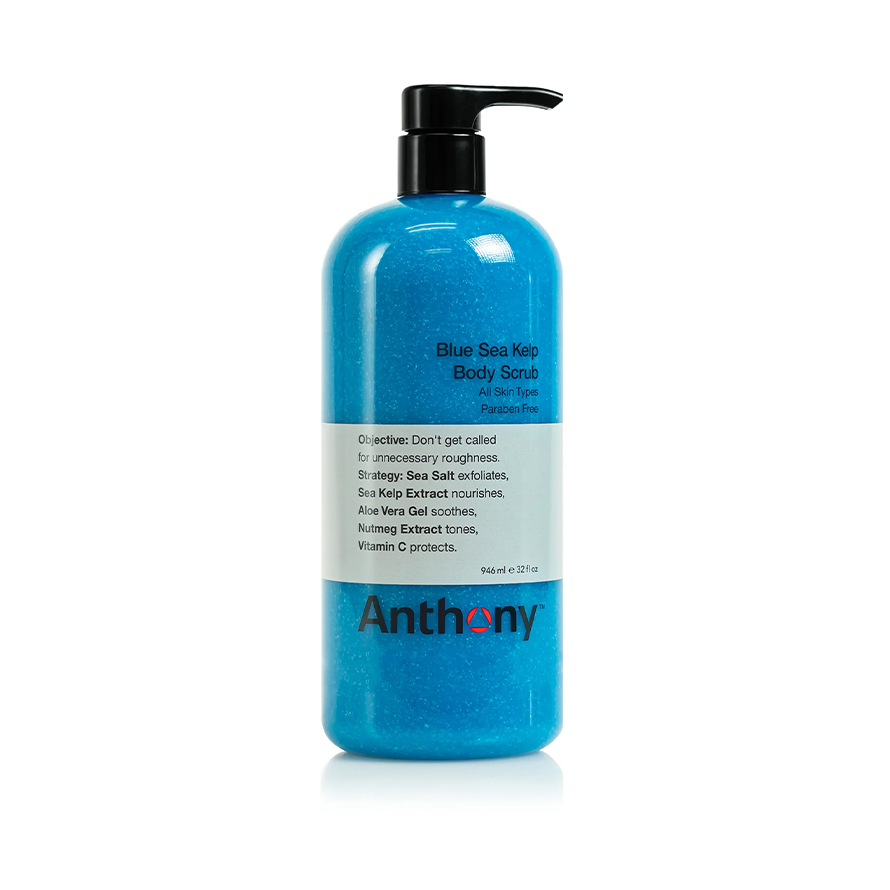 Blue Sea Kelp
Body Scrub
All Skin Types
Paraben Free
Objective: Don't get called
for unnecessary roughness.
Strategy: Sea Salt exfoliates,
Sea Kelp Extract nourishes,
Aloe Vera Gel soothes,
Nutmeg Extract tones,
Vitamin C protects.
946 ml e 32 fl oz
Anthony™